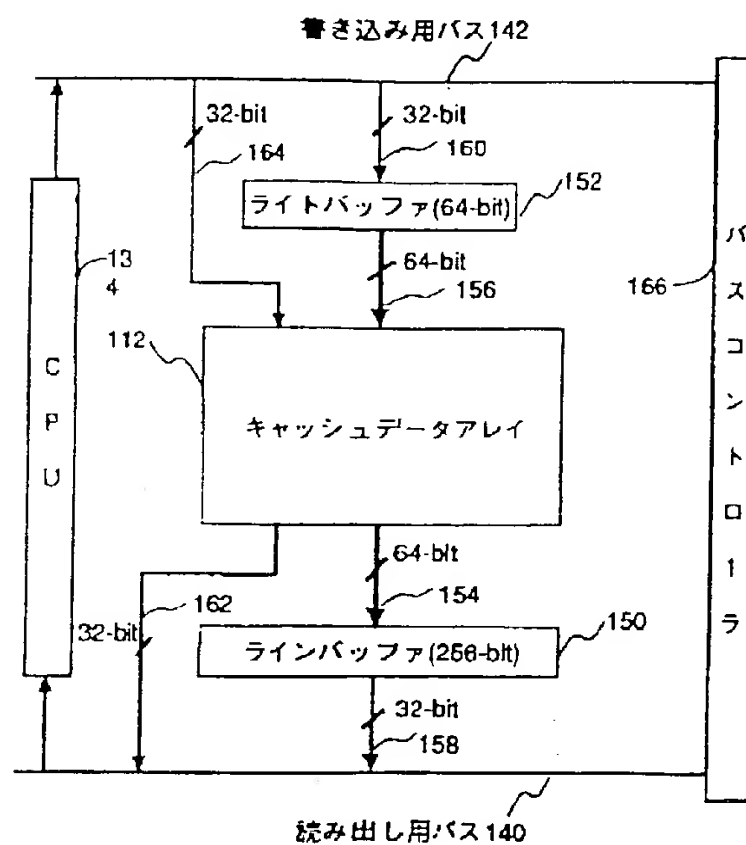 書き込み用バス142
32-bit
32-bit
164
160
ライトバッファ(64-bit)
152
134
64-bit
156
166
バスコントローラ
112
CPU
キャッシュデータアレイ
64-bit
154
162
32-bit
150
ラインバッファ(256-bit)
32-bit
158
読み出し用バス140